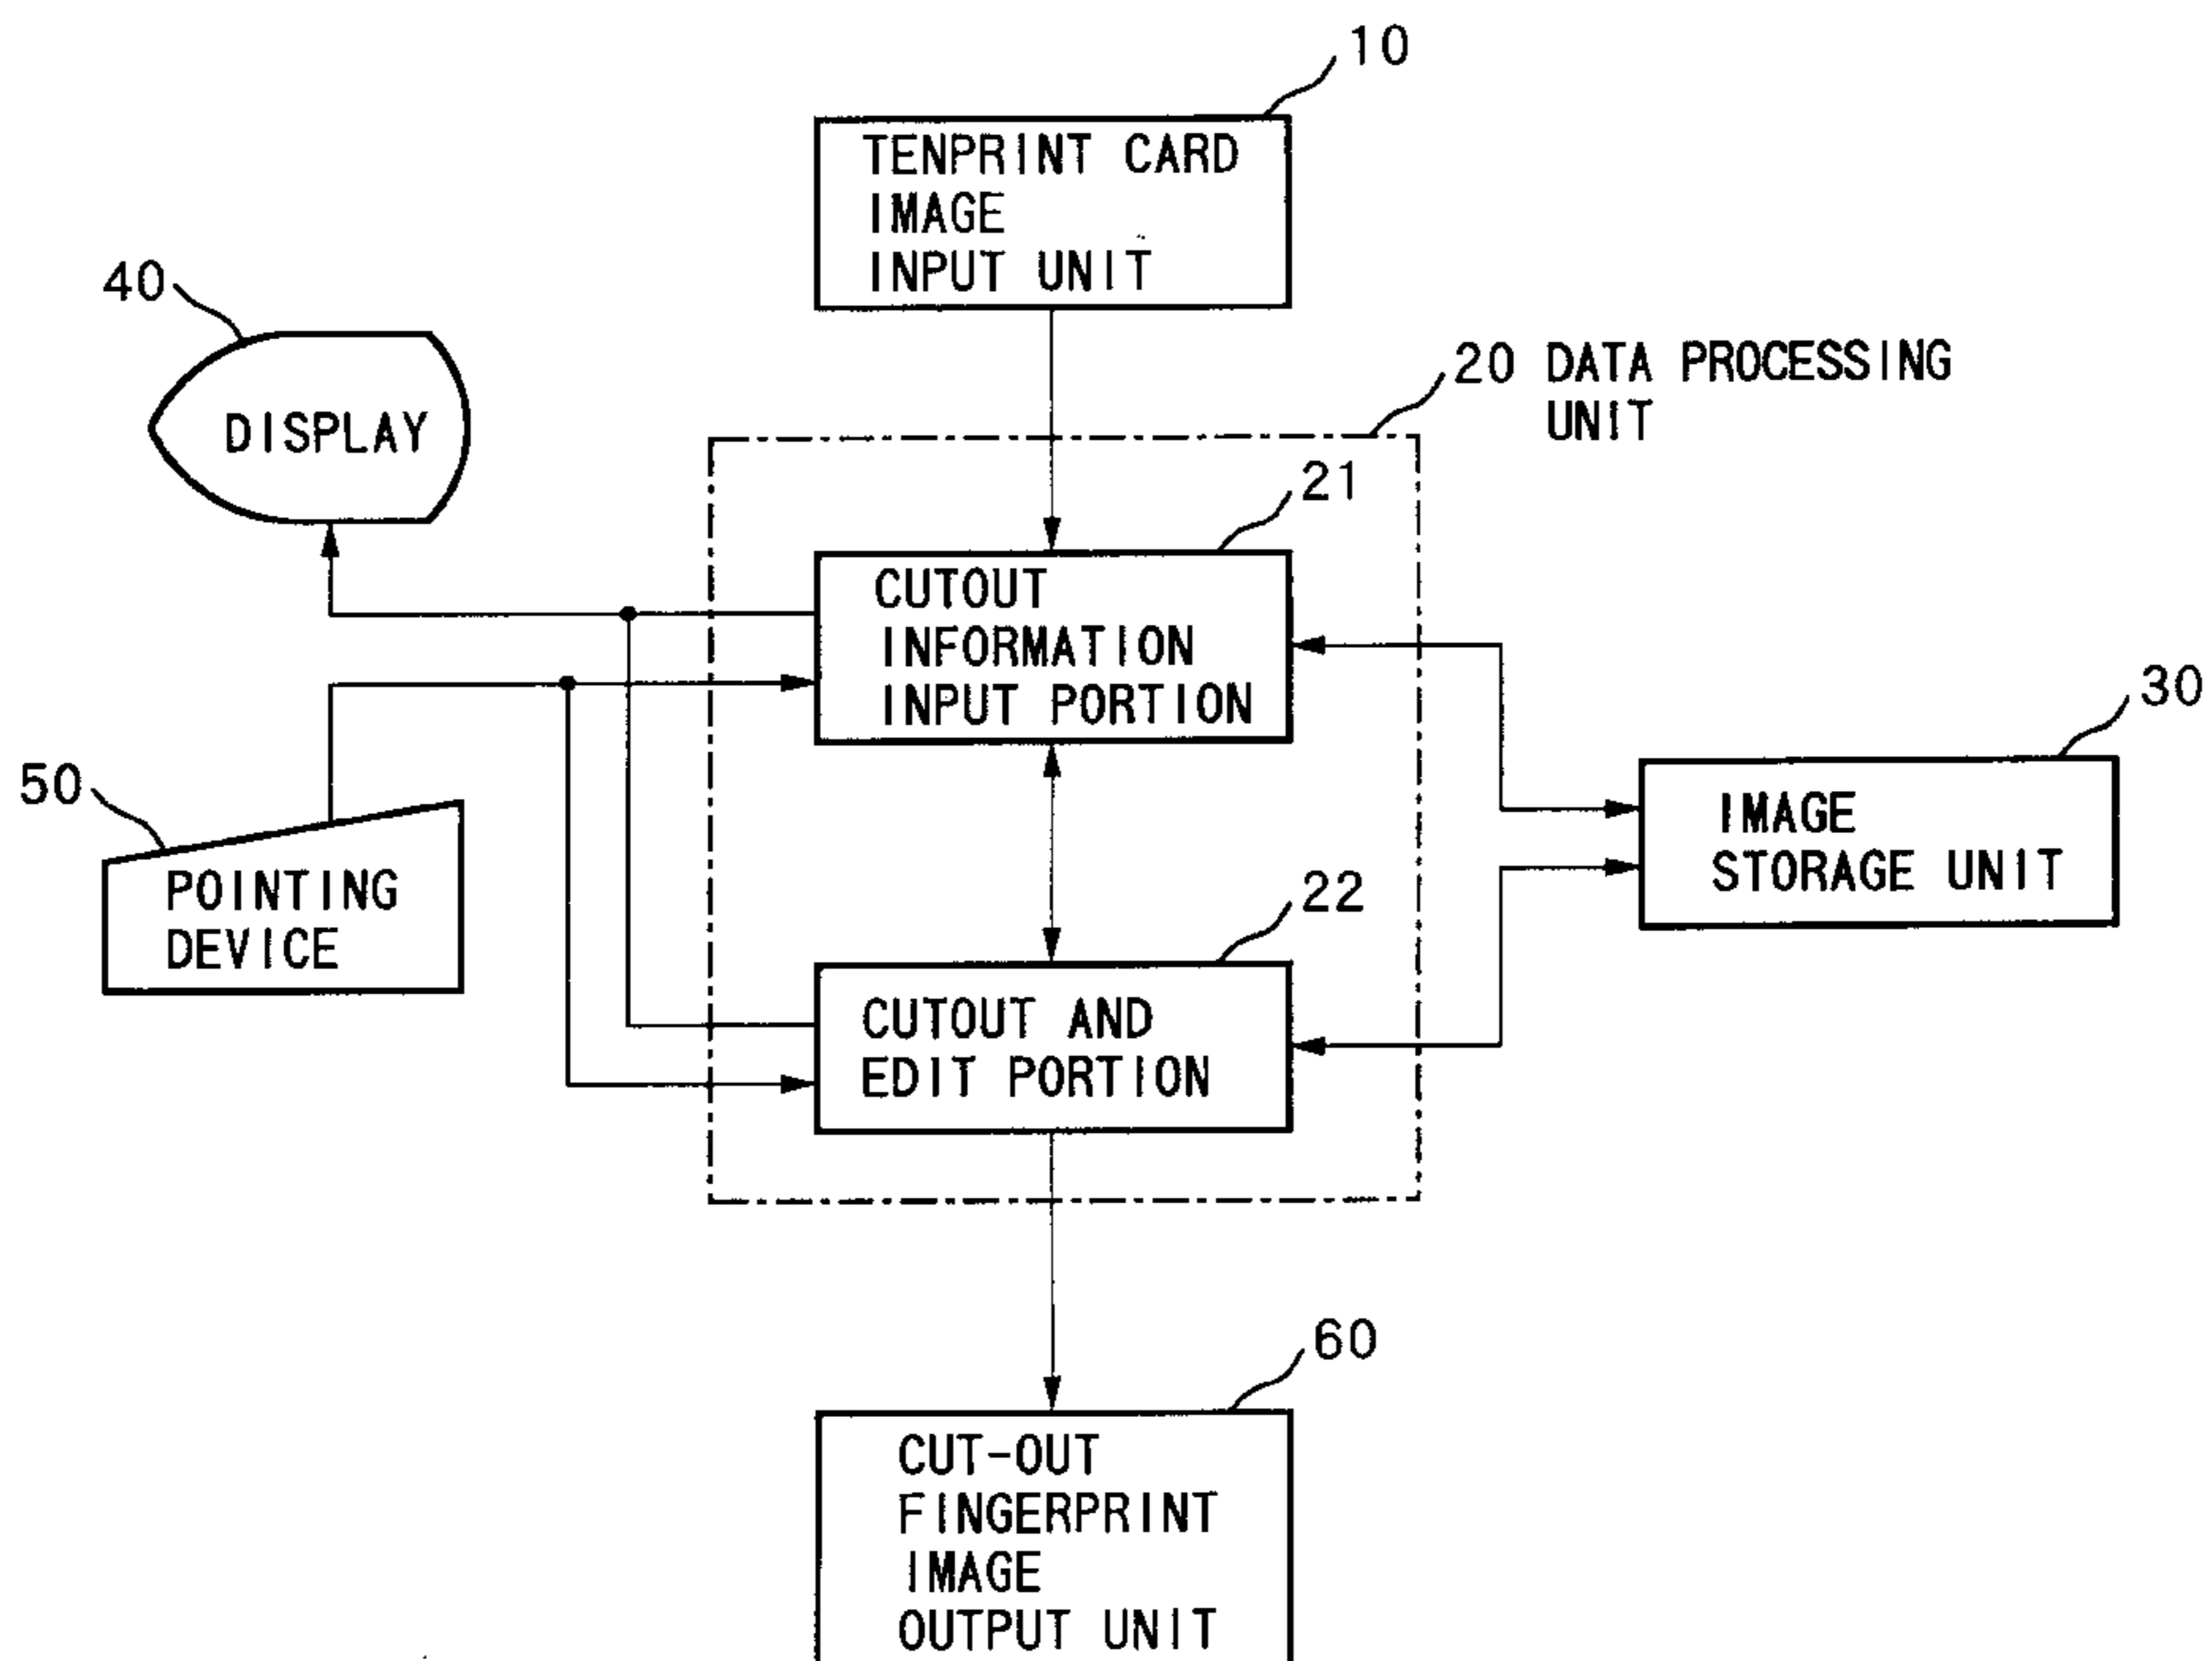 10
TENPRINT CARD
IMAGE
INPUT UNIT
40
DISPLAY
20 DATA PROCESSING
UNIT
21
CUTOUT
INFORMATION
INPUT PORTION
30
IMAGE
STORAGE UNIT
50
POINTING
DEVICE
22
CUTOUT AND
EDIT PORTION
60
CUT-OUT
FINGERPRINT
IMAGE
OUTPUT UNIT